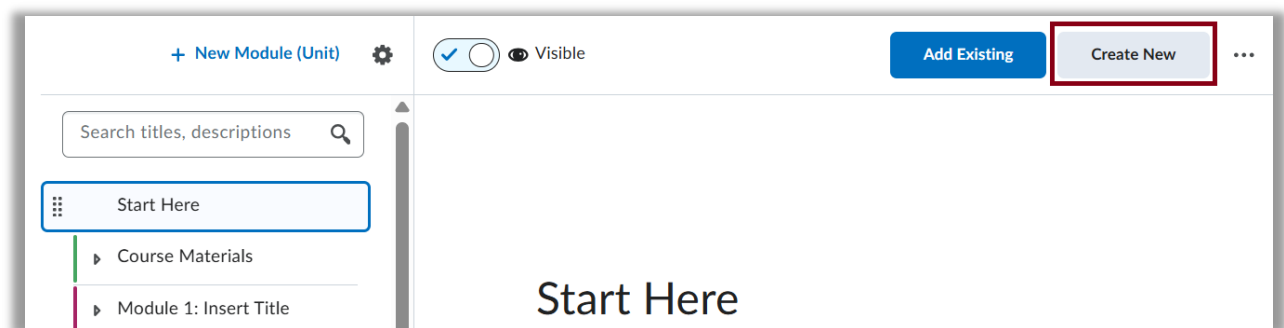 + New Module (Unit)
Visible
Add Existing
Create New
Search titles, descriptions
Start Here
Course Materials
Module 1: Insert Title
Start Here